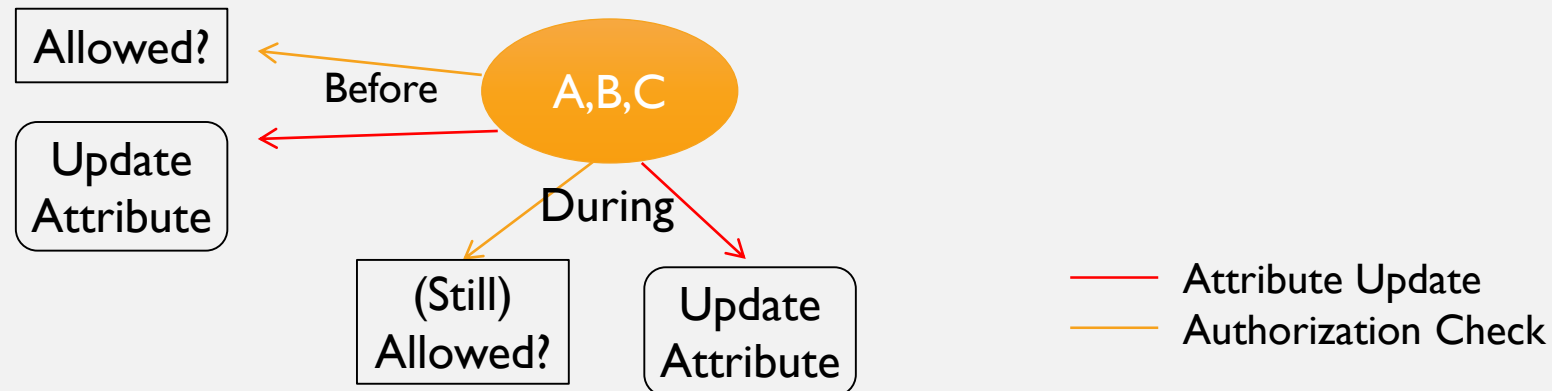 Allowed?
Before
A,B,C
Update
Attribute
During
(Still)
Allowed?
Update
Attribute
Attribute Update
Authorization Check